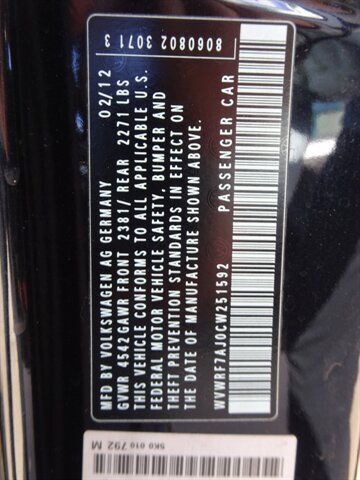 8060802 3071 3
MFD BY VOLKSWAGEN AG GERMANY 02/12
GVWR 4542 GAWR FRONT 2381/ REAR 2271 LBS
THIS VEHICLE CONFORMS TO ALL APPLICABLE U.S.
FEDERAL MOTOR VEHICLE SAFETY, BUMPER AND
THEFT PREVENTION STANDARDS IN EFFECT ON
THE DATE OF MANUFACTURE SHOWN ABOVE.
WVWRF7AJ0CW251592 PASSENGER CAR
5K0 010 792 M